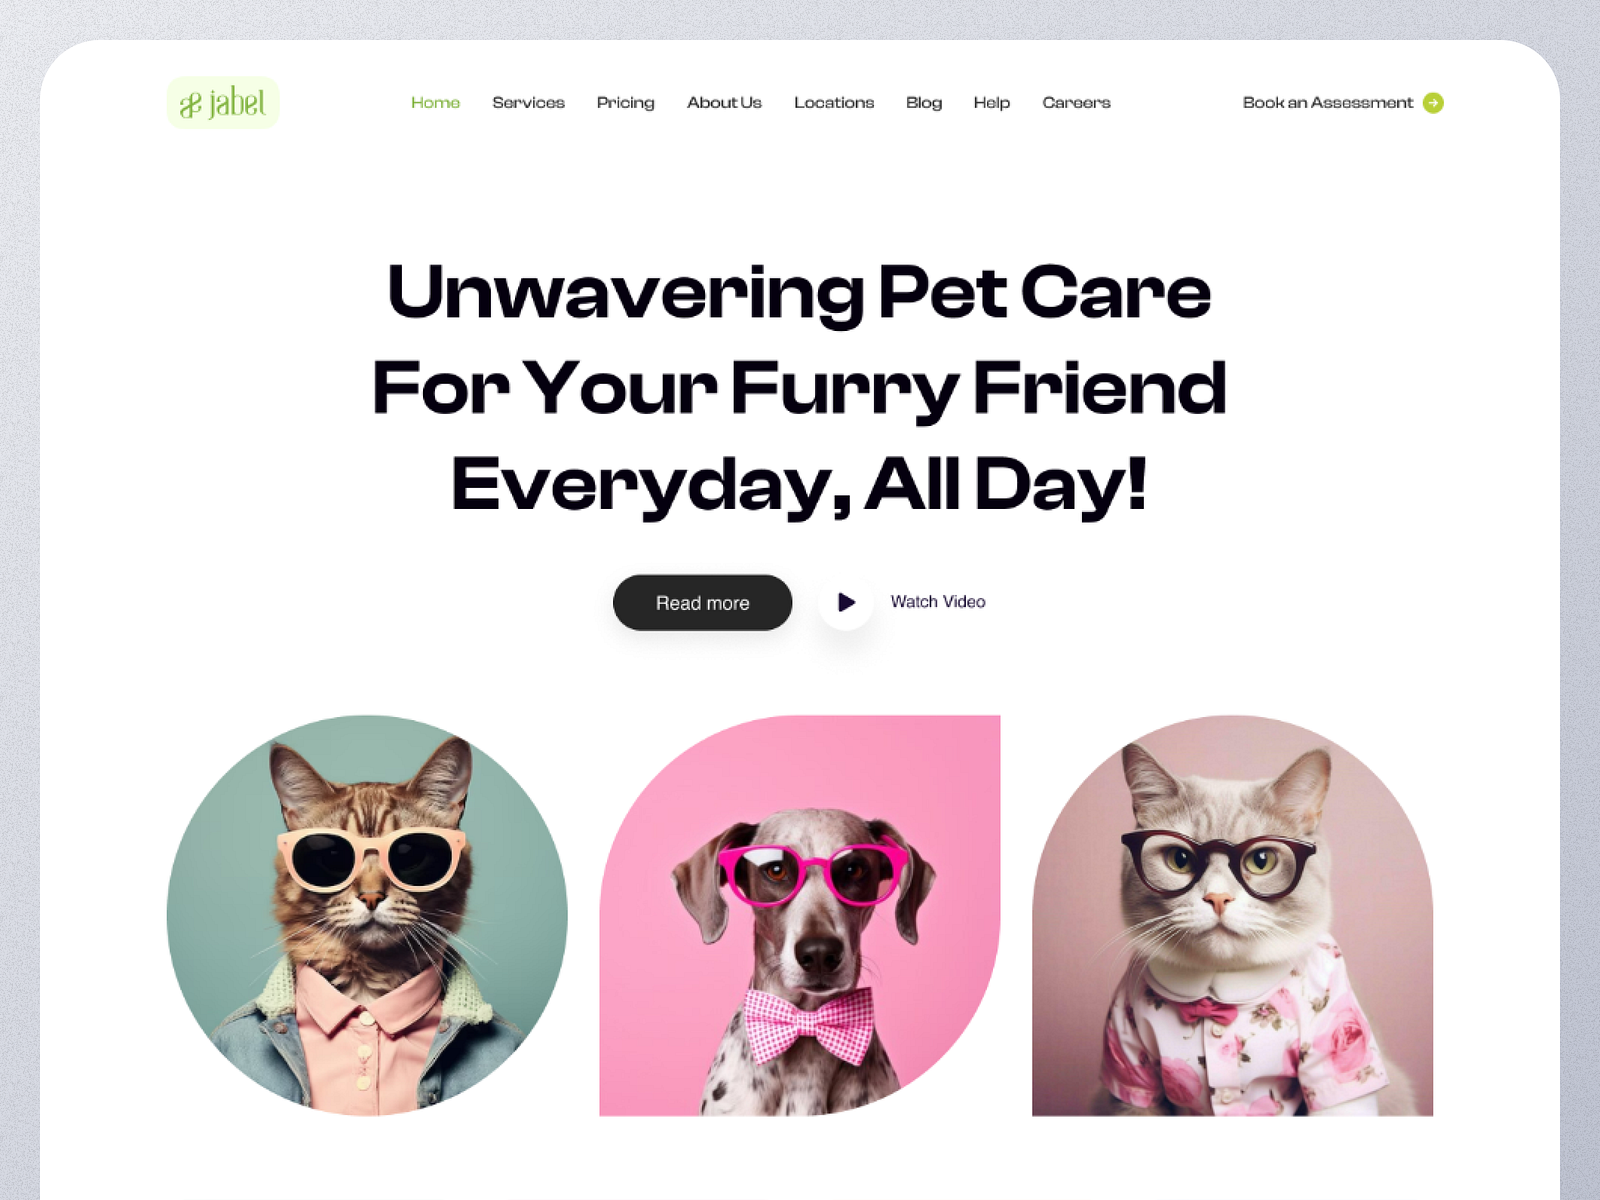 jabel
Home Services Pricing About Us Locations Blog Help Careers Book an Assessment
Unwavering Pet Care
For Your Furry Friend
Everyday, All Day!
Read more Watch Video